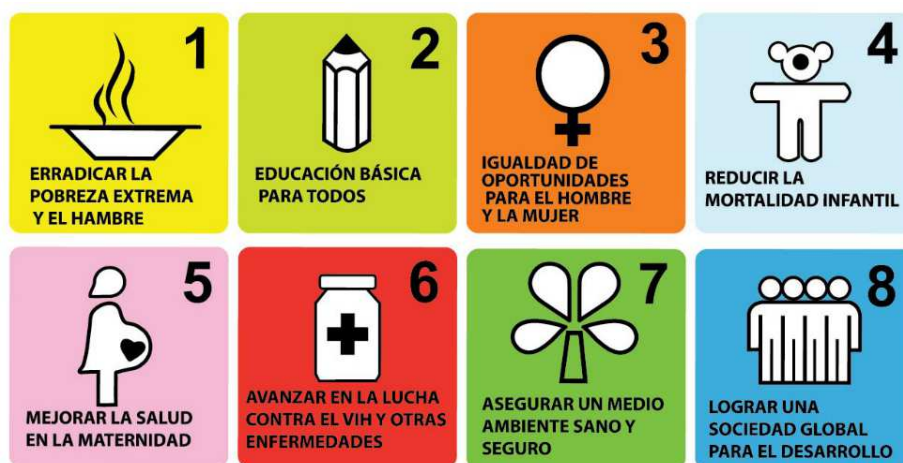 1
ERRADICAR LA
POBREZA EXTREMA
Y EL HAMBRE
2
EDUCACIÓN BÁSICA
PARA TODOS
3
IGUALDAD DE
OPORTUNIDADES
PARA EL HOMBRE
Y LA MUJER
4
REDUCIR LA
MORTALIDAD INFANTIL
5
MEJORAR LA SALUD
EN LA MATERNIDAD
6
AVANZAR EN LA LUCHA
CONTRA EL VIH Y OTRAS
ENFERMEDADES
7
ASEGURAR UN MEDIO
AMBIENTE SANO Y
SEGURO
8
LOGRAR UNA
SOCIEDAD GLOBAL
PARA EL DESARROLLO